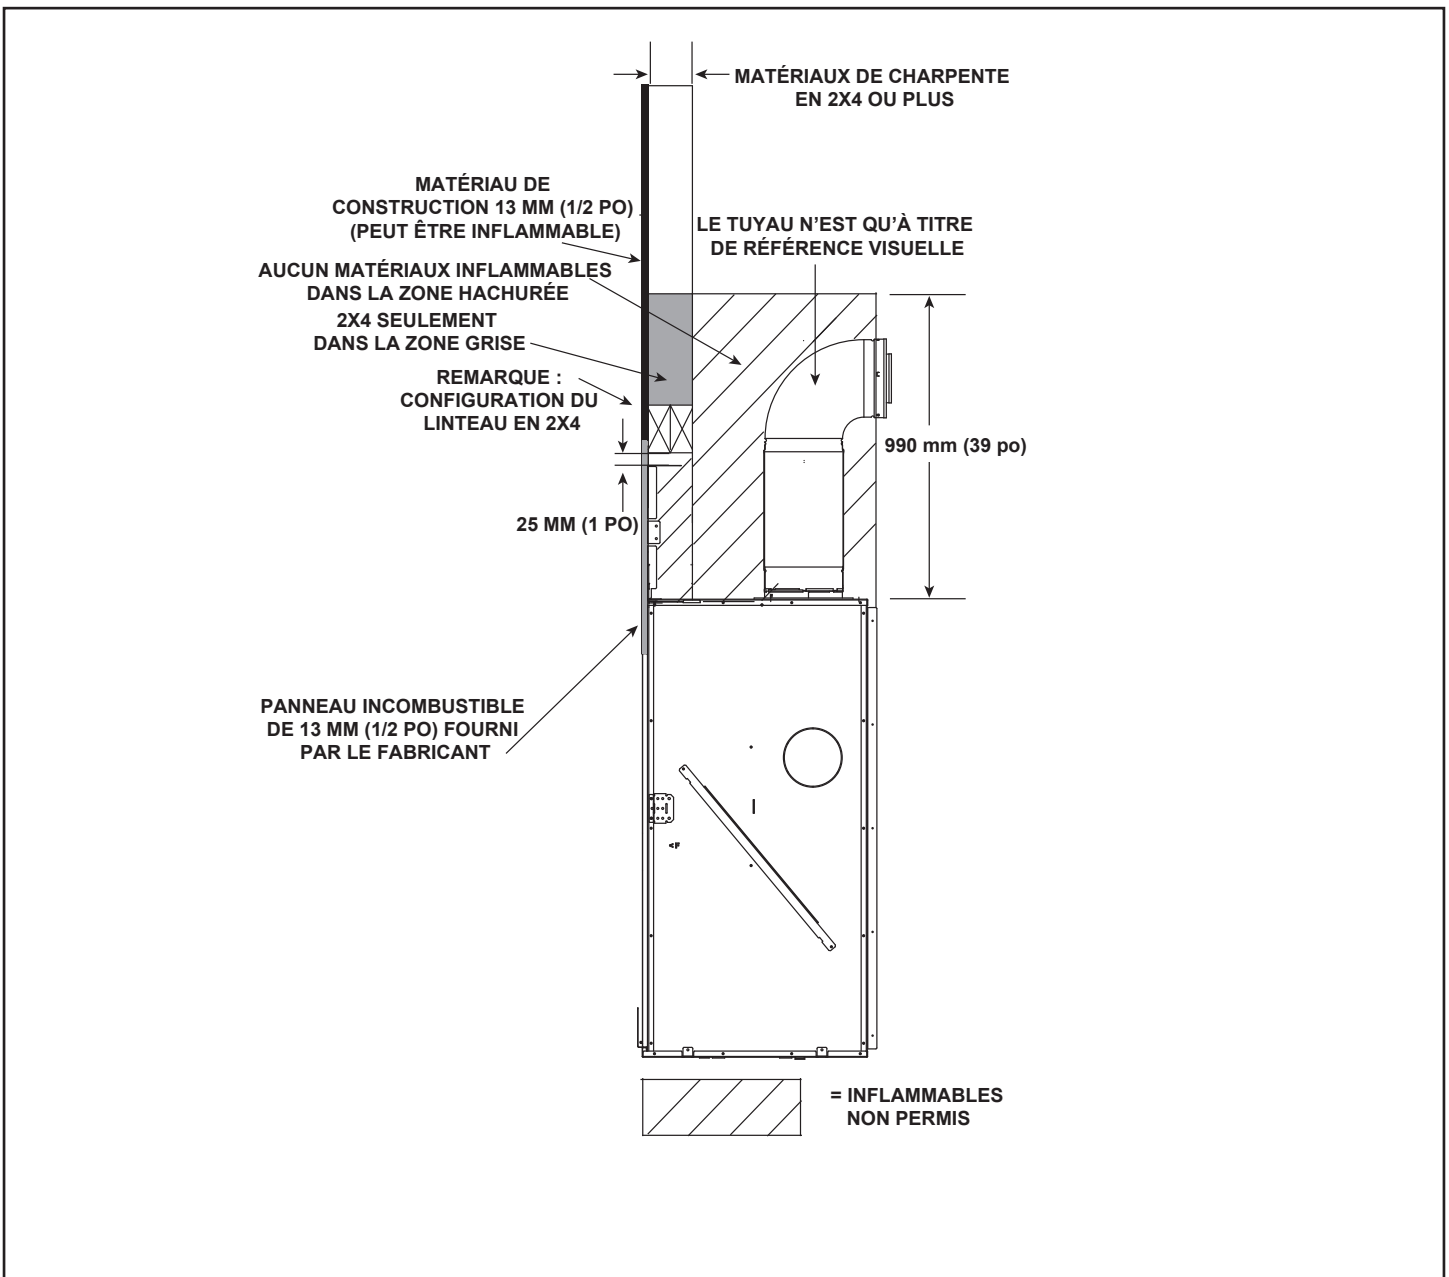 MATÉRIAUX DE CHARPENTE
EN 2X4 OU PLUS
MATÉRIAU DE
CONSTRUCTION 13 MM (1/2 PO)
(PEUT ÊTRE INFLAMMABLE)
LE TUYAU N'EST QU'À TITRE
DE RÉFÉRENCE VISUELLE
AUCUN MATÉRIAUX INFLAMMABLES
DANS LA ZONE HACHURÉE
2X4 SEULEMENT
DANS LA ZONE GRISE
REMARQUE :
CONFIGURATION DU
LINTEAU EN 2X4
990 mm (39 po)
25 MM (1 PO)
PANNEAU INCOMBUSTIBLE
DE 13 MM (1/2 PO) FOURNI
PAR LE FABRICANT
= INFLAMMABLES
NON PERMIS